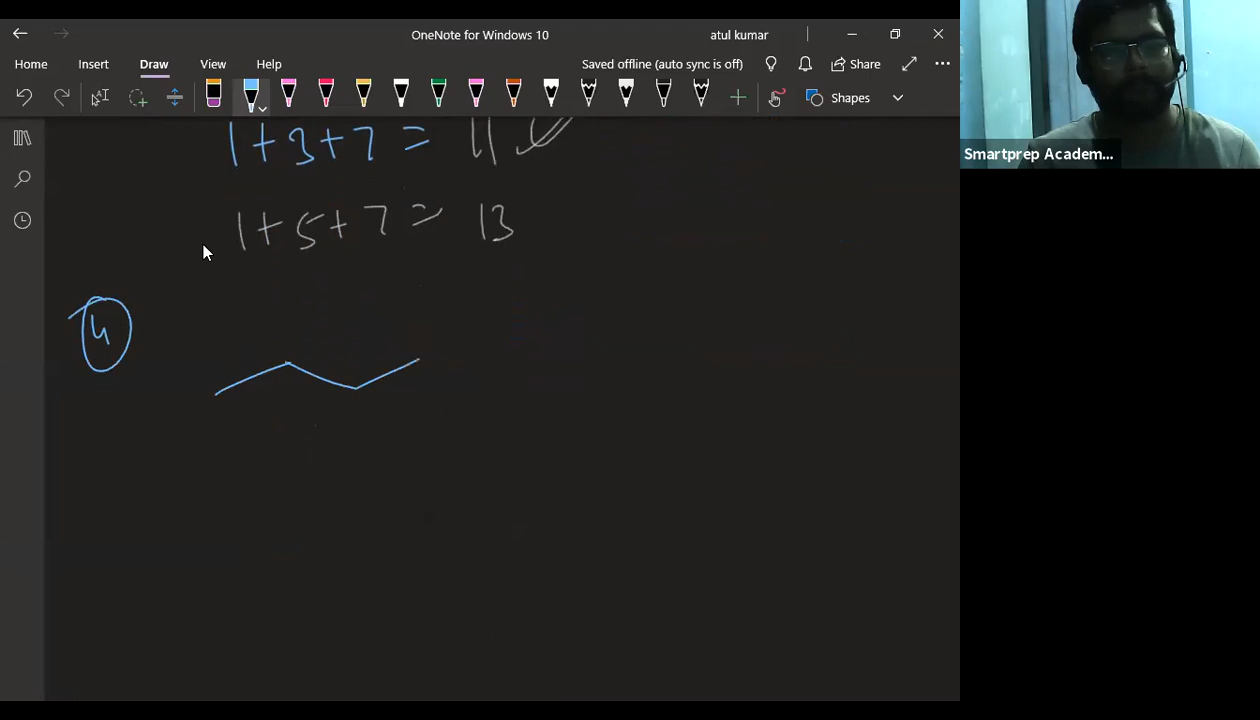 OneNote for Windows 10
atul kumar
Home Insert Draw View Help
Saved offline (auto sync is off)
Share
Shapes
Smartprep Academ...
1+3+7 = 11
1+5+7 = 13
4